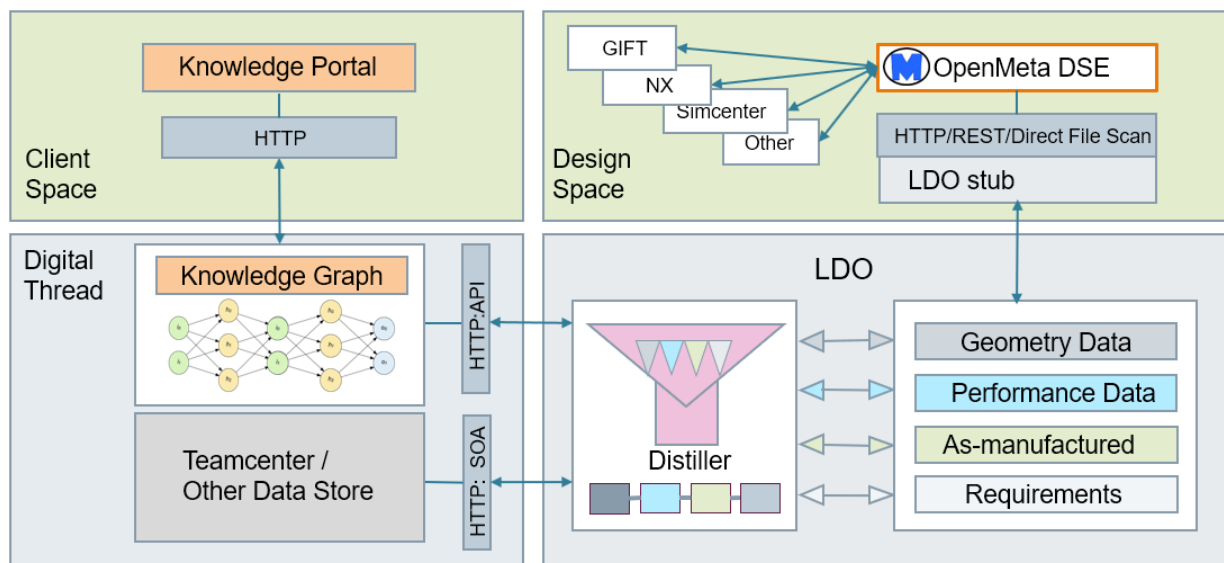 Knowledge Portal
HTTP
Client
Space
GIFT
NX
Simcenter
Other
OpenMeta DSE
HTTP/REST/Direct File Scan
LDO stub
Design
Space
Digital
Thread
Knowledge Graph
HTTP:API
Teamcenter /
Other Data Store
HTTP: SOA
LDO
Distiller
Geometry Data
Performance Data
As-manufactured
Requirements